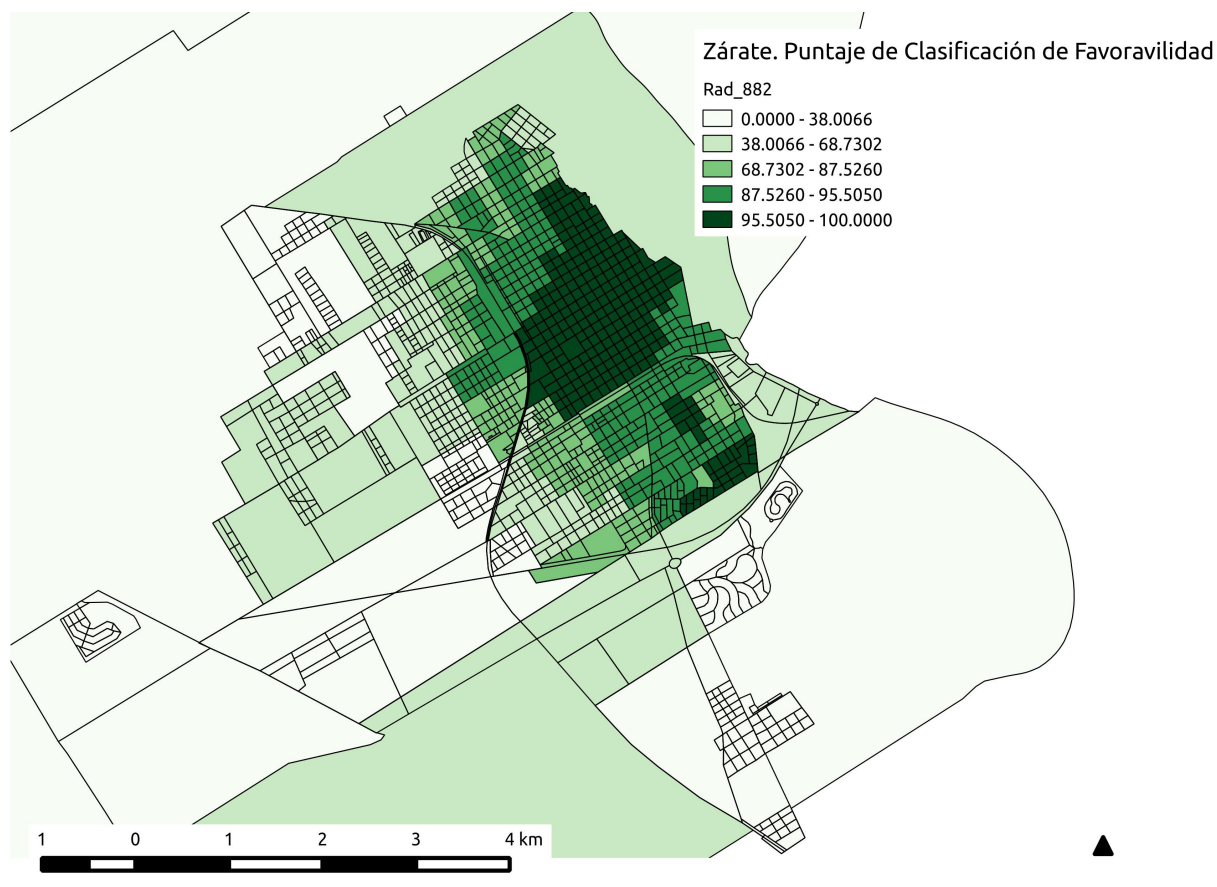 Zárate. Puntaje de Clasificación de Favoravilidad
Rad_882
0.0000 - 38.0066
38.0066 - 68.7302
68.7302 - 87.5260
87.5260 - 95.5050
95.5050 - 100.0000
1 0 1 2 3 4 km